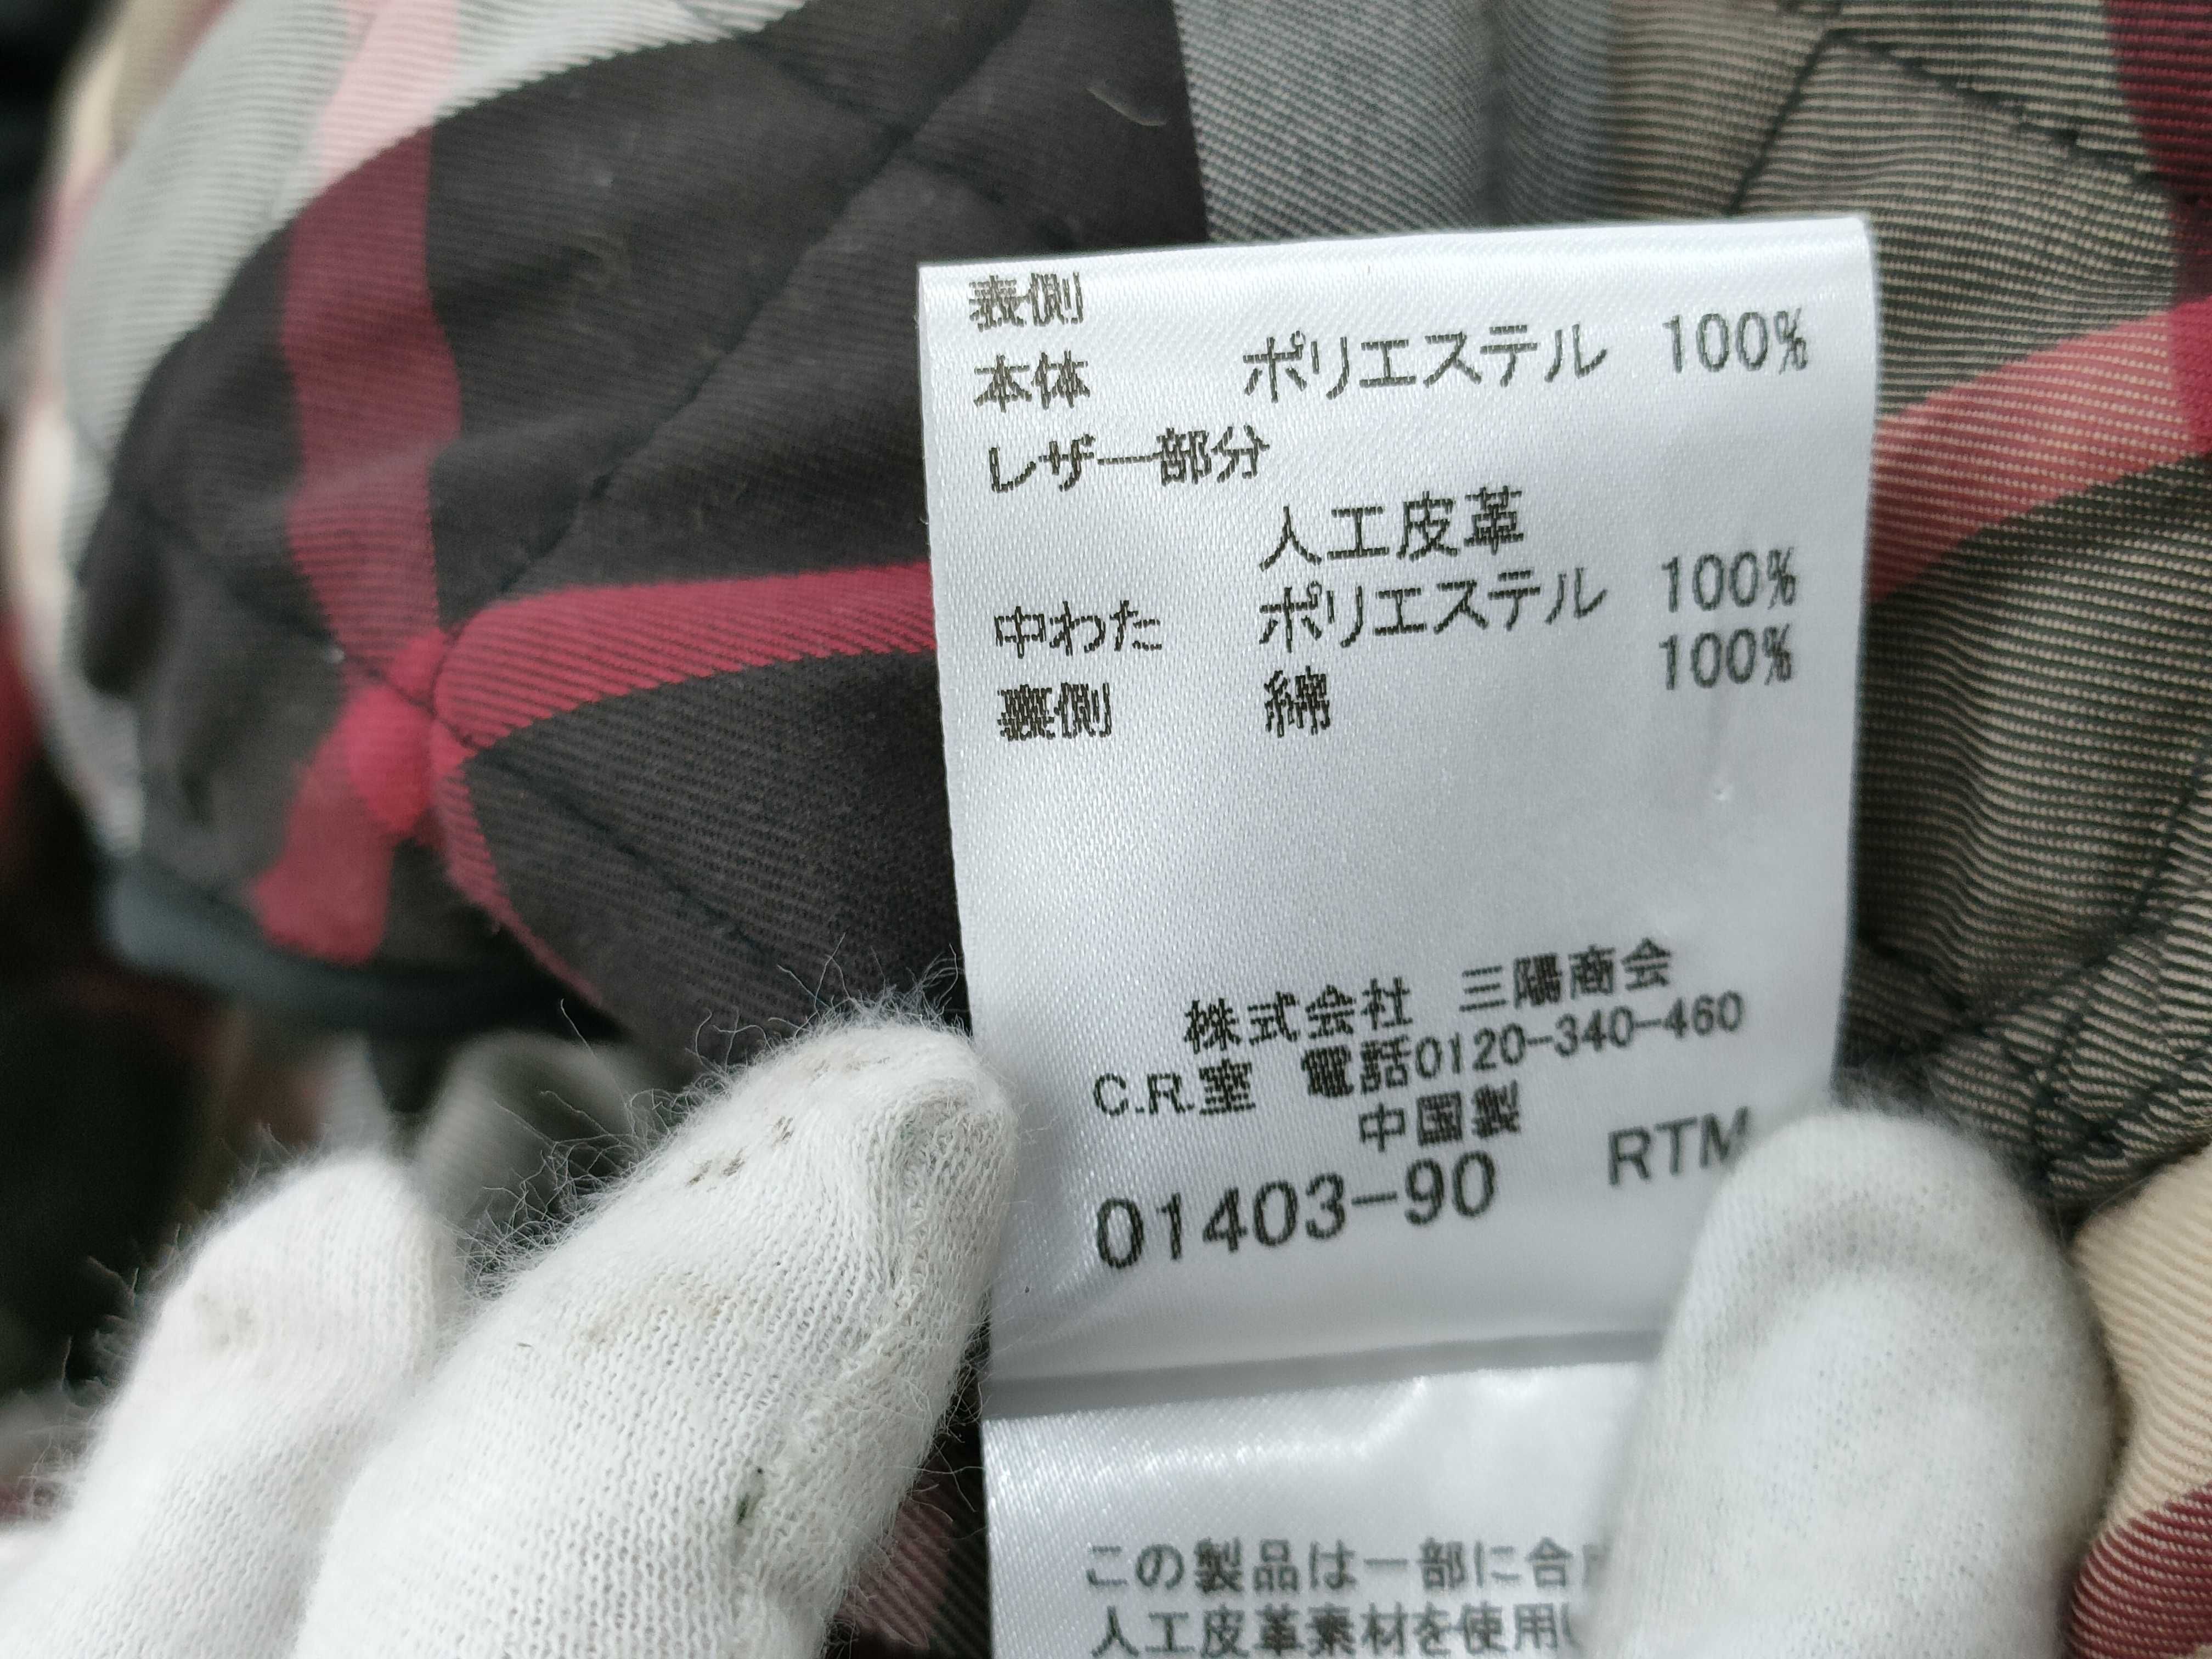 表側
本体 ポリエステル 100%
レザー部分
人工皮革
中わた ポリエステル 100%
裏側 綿 100%
株式会社 三陽商会
C.R.室 電話0120-340-460
中国製
01403-90 RTM
この製品は一部に合
人工皮革素材を使用